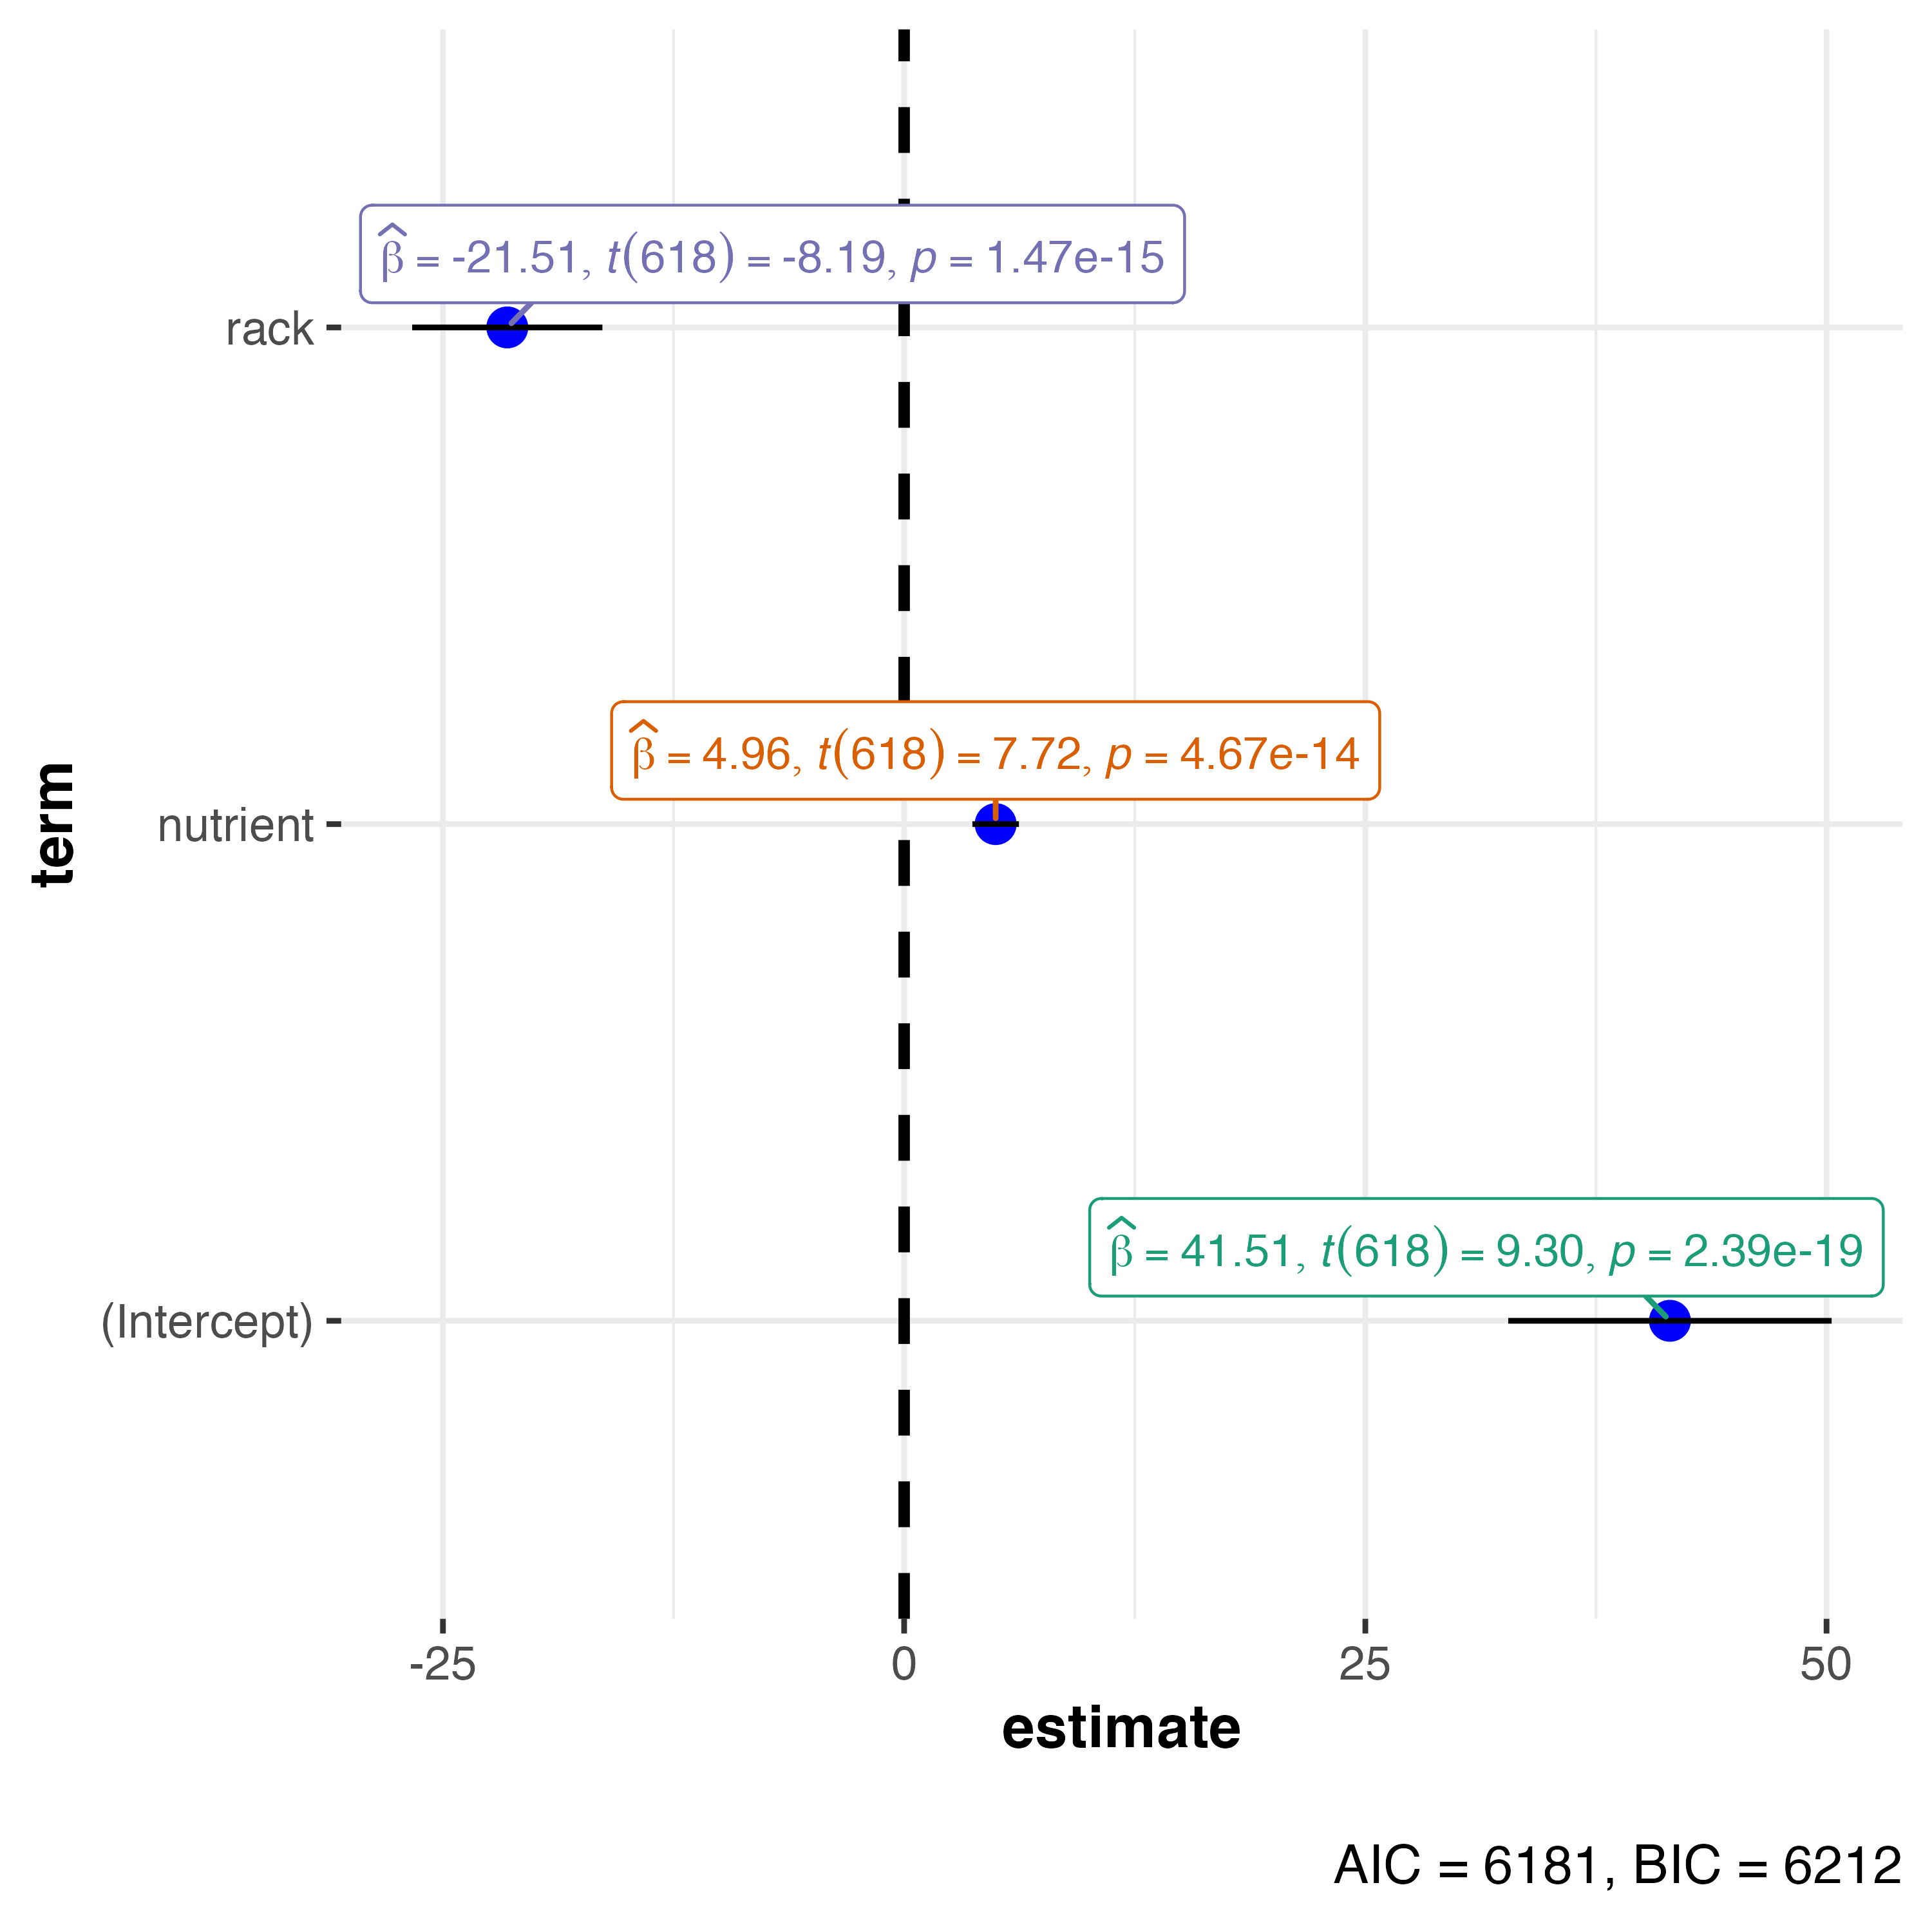 β̂ = -21.51, t(618) = -8.19, p = 1.47e-15
rack
β̂ = 4.96, t(618) = 7.72, p = 4.67e-14
nutrient
term
β̂ = 41.51, t(618) = 9.30, p = 2.39e-19
(Intercept)
-25 0 25 50
estimate
AIC = 6181, BIC = 6212